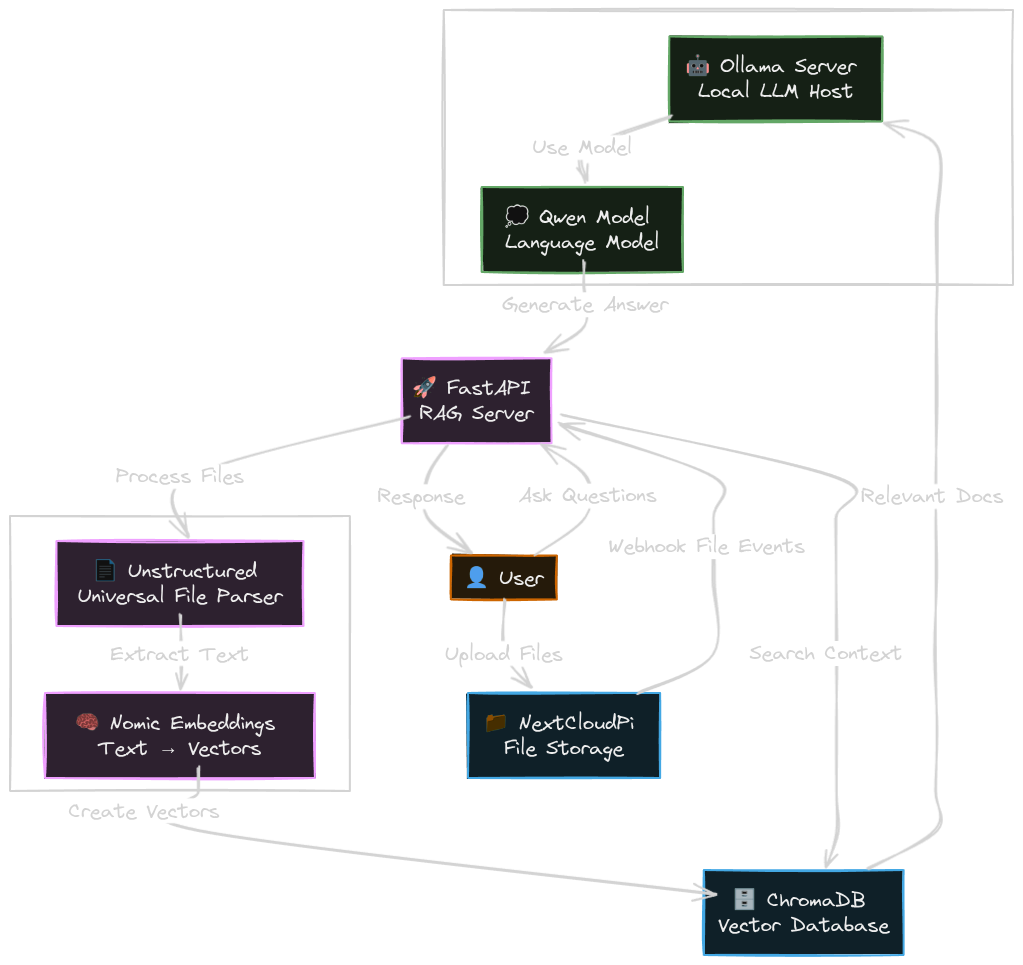 🤖 Ollama Server
Local LLM Host
Use Model
💭 Qwen Model
Language Model
Generate Answer
🚀 FastAPI
RAG Server
Process Files
Response
Ask Questions
Relevant Docs
Webhook File Events
📄 Unstructured
Universal File Parser
👤 User
Extract Text
Upload Files
Search Context
🧠 Nomic Embeddings
Text → Vectors
📁 NextCloudPi
File Storage
Create Vectors
🗄️ ChromaDB
Vector Database